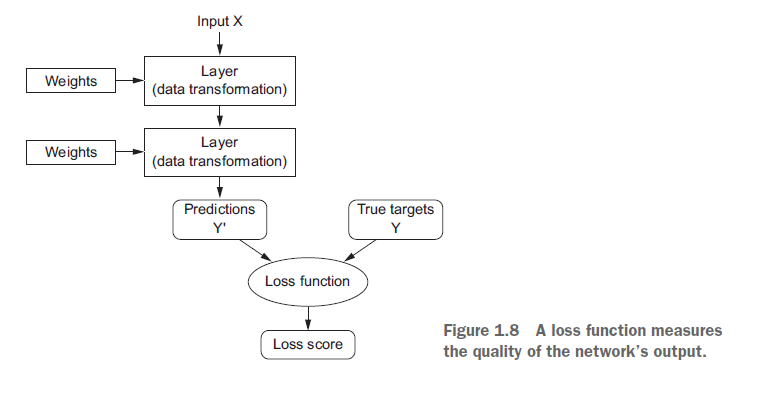 Input X
Weights
Layer
(data transformation)
Weights
Layer
(data transformation)
Predictions
Y'
True targets
Y
Loss function
Loss score
Figure 1.8 A loss function measures
the quality of the network's output.